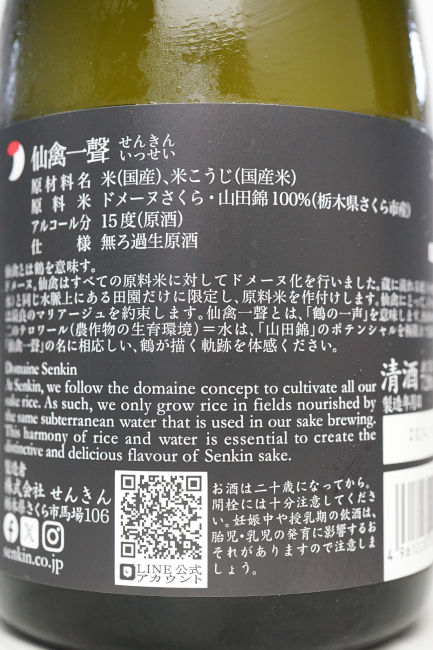 仙禽一聲 せんきん いっせい
原材料名 米(国産)、米こうじ(国産米)
原料米 ドメーヌさくら・山田錦100%(栃木県さくら市産)
アルコール分 15度(原酒)
仕様 無ろ過生原酒
仙禽とは鶴を意味す。
ドメーヌ。仙禽はすべての原料米に対してドメーヌ化を行いました。蔵に流れる
と同じ水脈上にある田園だけに限定し、原料米を作付けします。
最良のマリアージュを約束します。仙禽一聲とは、「鶴の一声」を意味
このテロワール(農作物の生育環境)=水は、「山田錦」のポテンシャルを
「仙禽一聲」の名に相応しい、鶴が描く軌跡を体感ください。
Domaine Senkin
At Senkin, we follow the domaine concept to cultivate all our
sake rice. As such, we only grow rice in fields nourished by
the same subterranean water that is used in our sake brewing.
This harmony of rice and water is essential to create the
distinctive and delicious flavour of Senkin sake.
製造者
株式会社 せんきん
栃木県さくら市馬場106
senkin.co.jp
LINE公式
アカウント
お酒は二十歳になってから。
開栓には十分注意してくださ
い。妊娠中や授乳期の飲酒は、
胎児・乳児の発育に影響するお
それがありますので注意しま
しょう。
清酒
製造年月